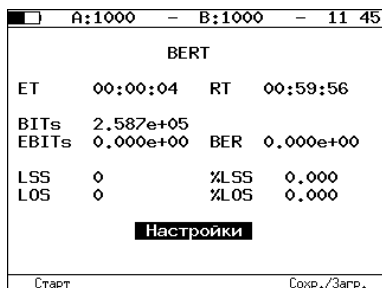 A:1000 – B:1000 – 11 45
BERT
ET 00:00:04 RT 00:59:56
BITs 2.587e+05
EBITs 0.000e+00 BER 0.000e+00
LSS 0 %LSS 0.000
LOS 0 %LOS 0.000
Настройки
Старт Сохр./Загр.